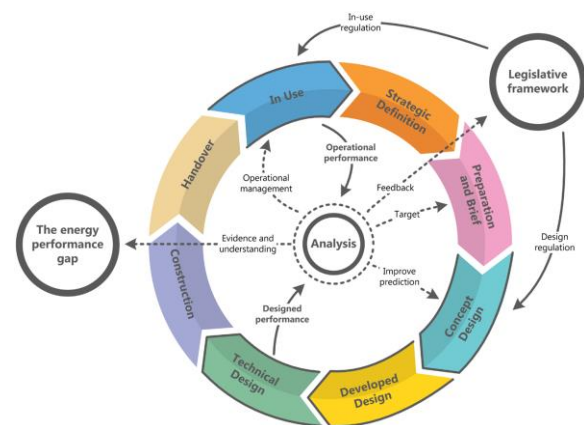 In-use
regulation
Legislative
framework
In Use
Strategic
Definition
Operational
performance
Handover
Operational
management
Feedback
Preparation
and Brief
Target
The energy
performance
gap
Evidence and
understanding
Analysis
Design
regulation
Improve
prediction
Construction
Designed
performance
Concept
Design
Technical
Design
Developed
Design